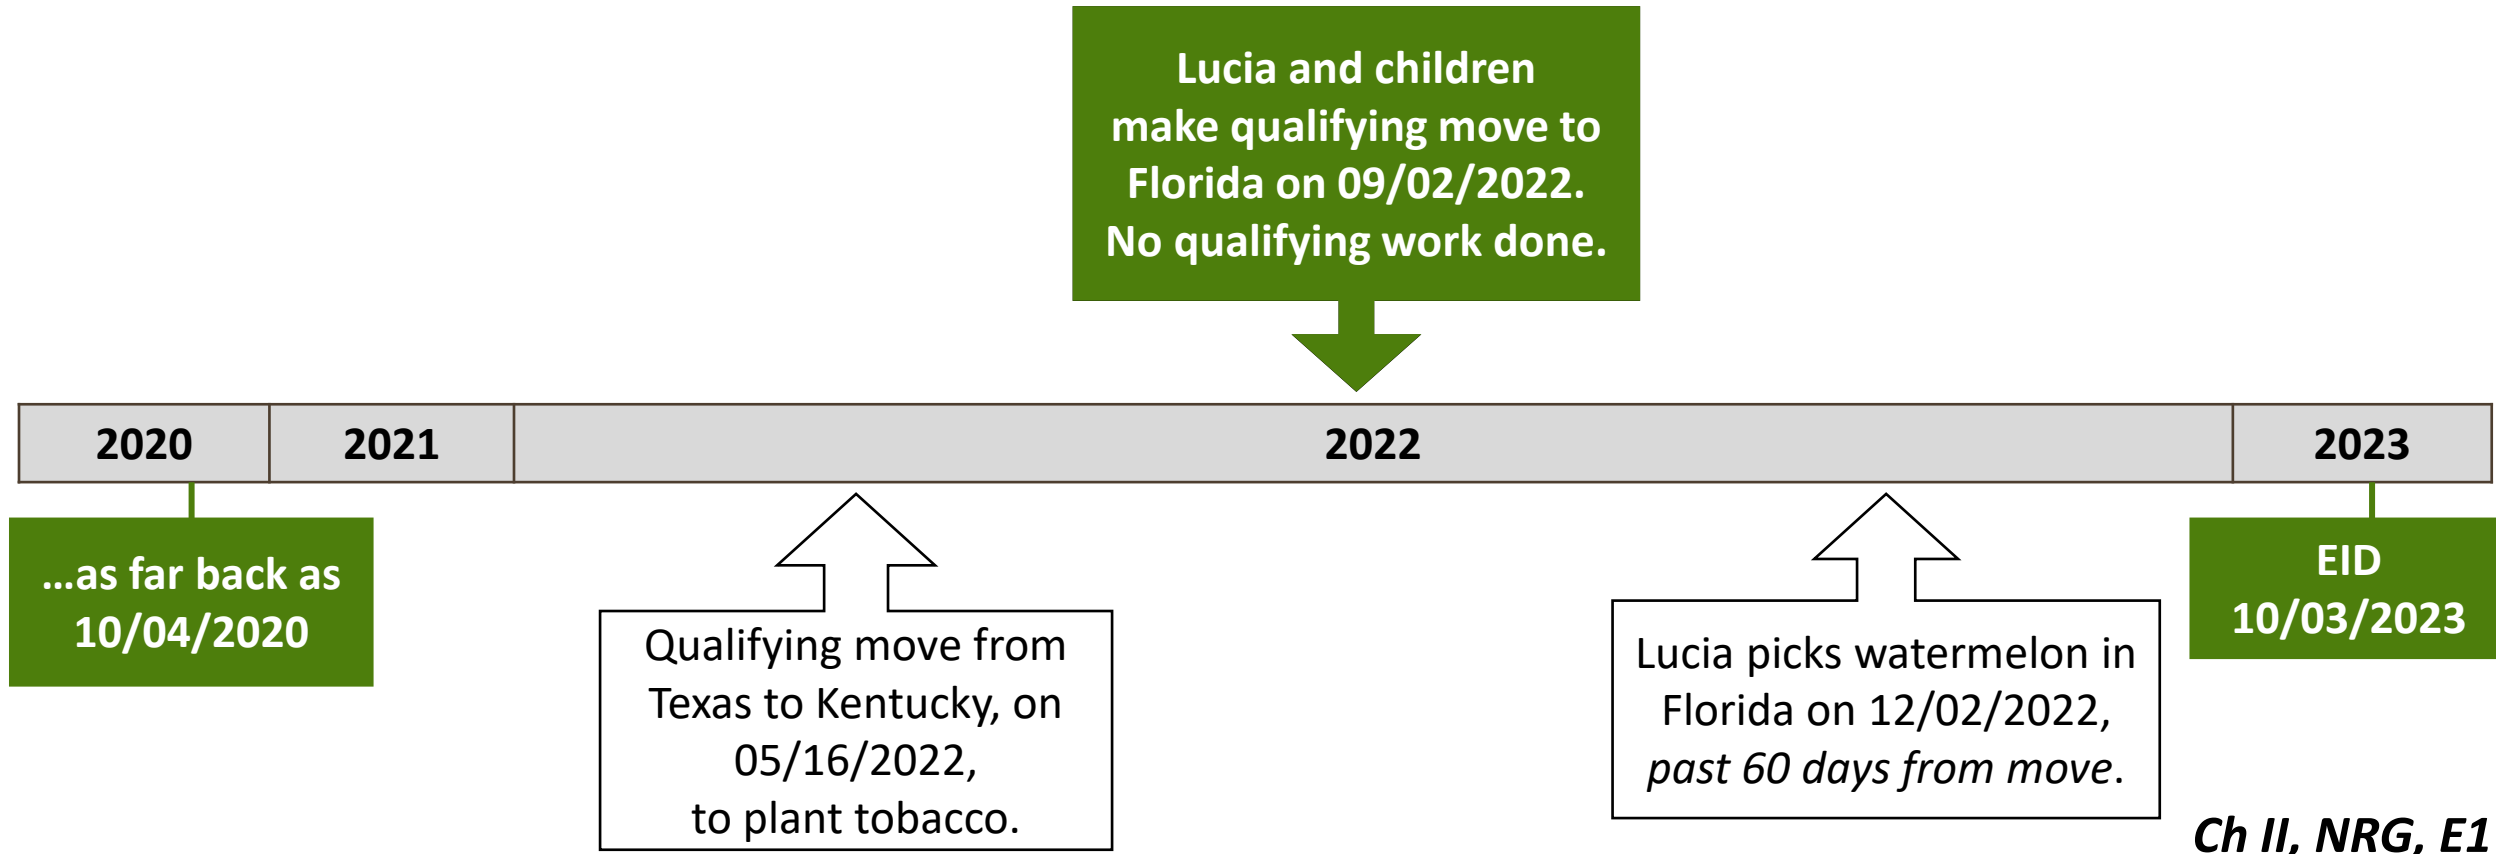 Lucia and children
make qualifying move to
Florida on 09/02/2022.
No qualifying work done.
2020
2021
2022
2023
...as far back as
10/04/2020
Qualifying move from
Texas to Kentucky, on
05/16/2022,
to plant tobacco.
Lucia picks watermelon in
Florida on 12/02/2022,
past 60 days from move.
EID
10/03/2023
Ch II, NRG, E1